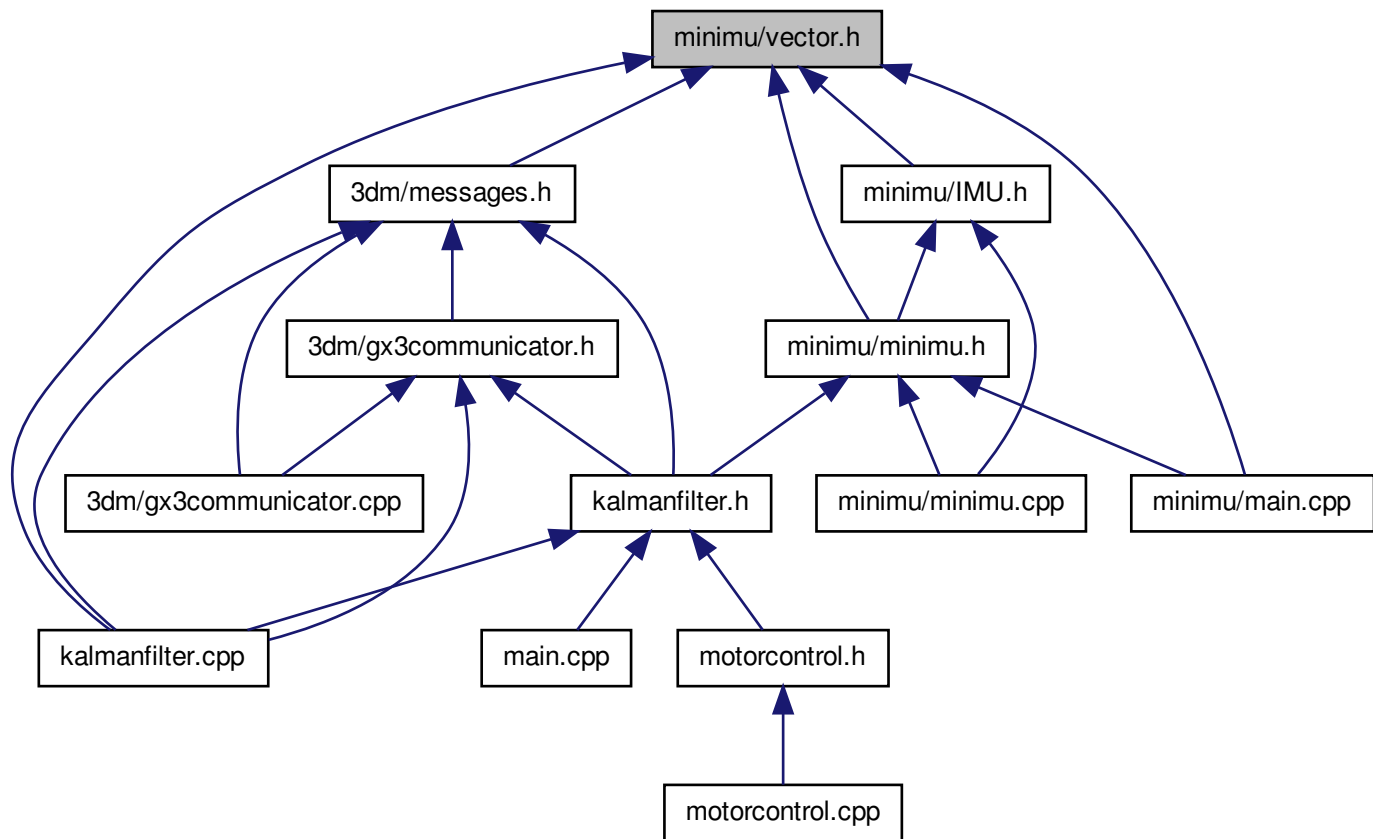 minimu/vector.h
3dm/messages.h
minimu/IMU.h
3dm/gx3communicator.h
minimu/minimu.h
3dm/gx3communicator.cpp
kalmanfilter.h
minimu/minimu.cpp
minimu/main.cpp
kalmanfilter.cpp
main.cpp
motorcontrol.h
motorcontrol.cpp